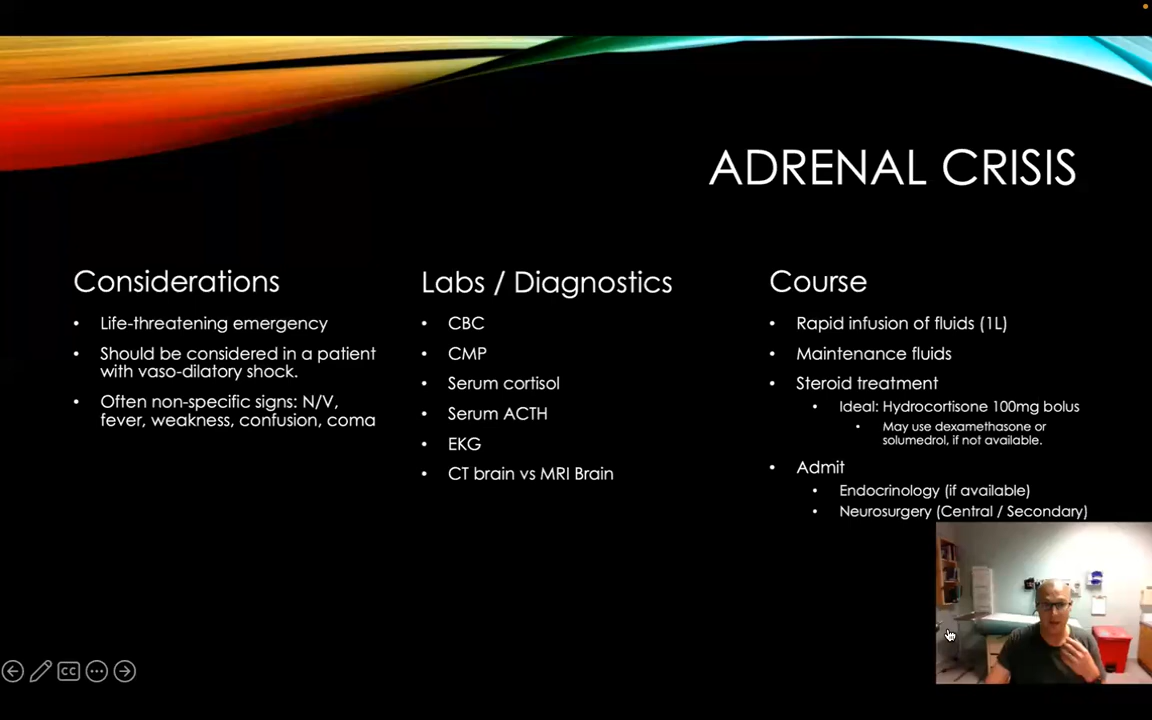 ADRENAL CRISIS
Considerations
• Life-threatening emergency
• Should be considered in a patient
with vaso-dilatory shock.
• Often non-specific signs: N/V,
fever, weakness, confusion, coma
Labs / Diagnostics
• CBC
• CMP
• Serum cortisol
• Serum ACTH
• EKG
• CT brain vs MRI Brain
Course
• Rapid infusion of fluids (1L)
• Maintenance fluids
• Steroid treatment
• Ideal: Hydrocortisone 100mg bolus
• May use dexamethasone or
solumedrol, if not available.
• Admit
• Endocrinology (if available)
• Neurosurgery (Central / Secondary)
CC